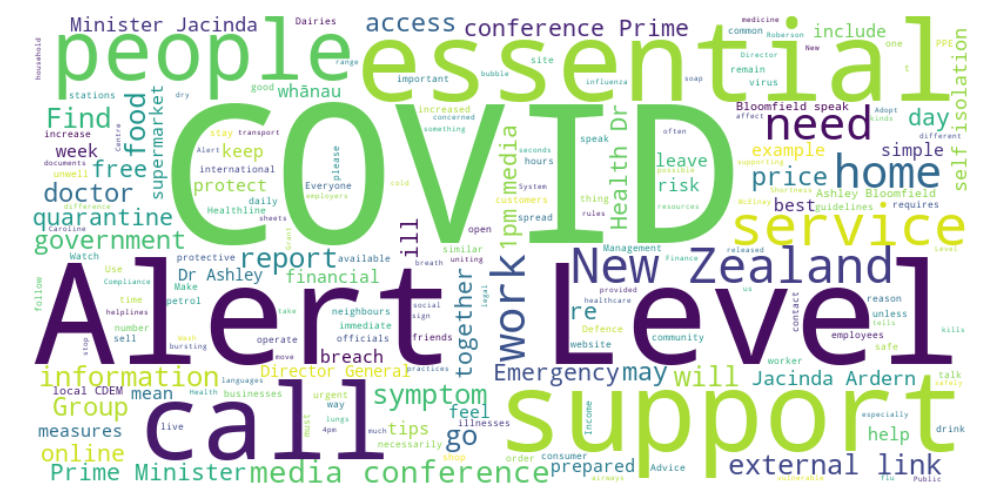 Minister Jacinda
Dairies
access
conference Prime
medicine
common
Roberson
include
Director
New
one
PPE
household
people
essential
range
important
site
remain
virus
t
stations
dry
good
whānau
bubble
influenza
soap
self isolation
Find
food
supermarket
increased
concerned
something
COVID
Bloomfield speak
affect
Adopt
kinds
need
day
increase
Centre
week
documents
unwell
free
Alert
stay
transport
keep
international
please
1pm media
seconds
hours
speak
Health Dr
often
leave
possible
risk
example
supporting
simple
different
home
doctor
protect
Everyone
cold
employers
System
customers
spread
thing
rules
resources
price
Shortness
Ashley Bloomfield
difference
quarantine
Caroline
daily
Healthline
sheets
Grant
best
guidelines
McElnay
requires
government
service
Watch
report
ill
open
similar
uniting
Management
Finance
released
Level
follow
Use
Compliance
Make
protective
Dr Ashley
available
financial
breath
together
work
New Zealand
Alert Level
helplines
time
petrol
number
sell
Wash
bursting
take
neighbours
immediate
officials
social
sign
friends
legal
re
provided
healthcare
Defence
website
us
community
contact
reason
unless
tells
employees
safe
kills
stop
operate
move
breach
practices
information
Director General
Emergency
may
will
worker
Jacinda Ardern
talk
safely
local CDEM
languages
Health
businesses
mean
Group
call
urgent
way
lungs
4pm
much
must
symptom
feel
illnesses
tips
go
support
Income
especially
measures
live
necessarily
help
drink
online
shop
order
consumer
airways
prepared
Advice
vulnerable
external link
flu
Public
Prime Minister
media conference